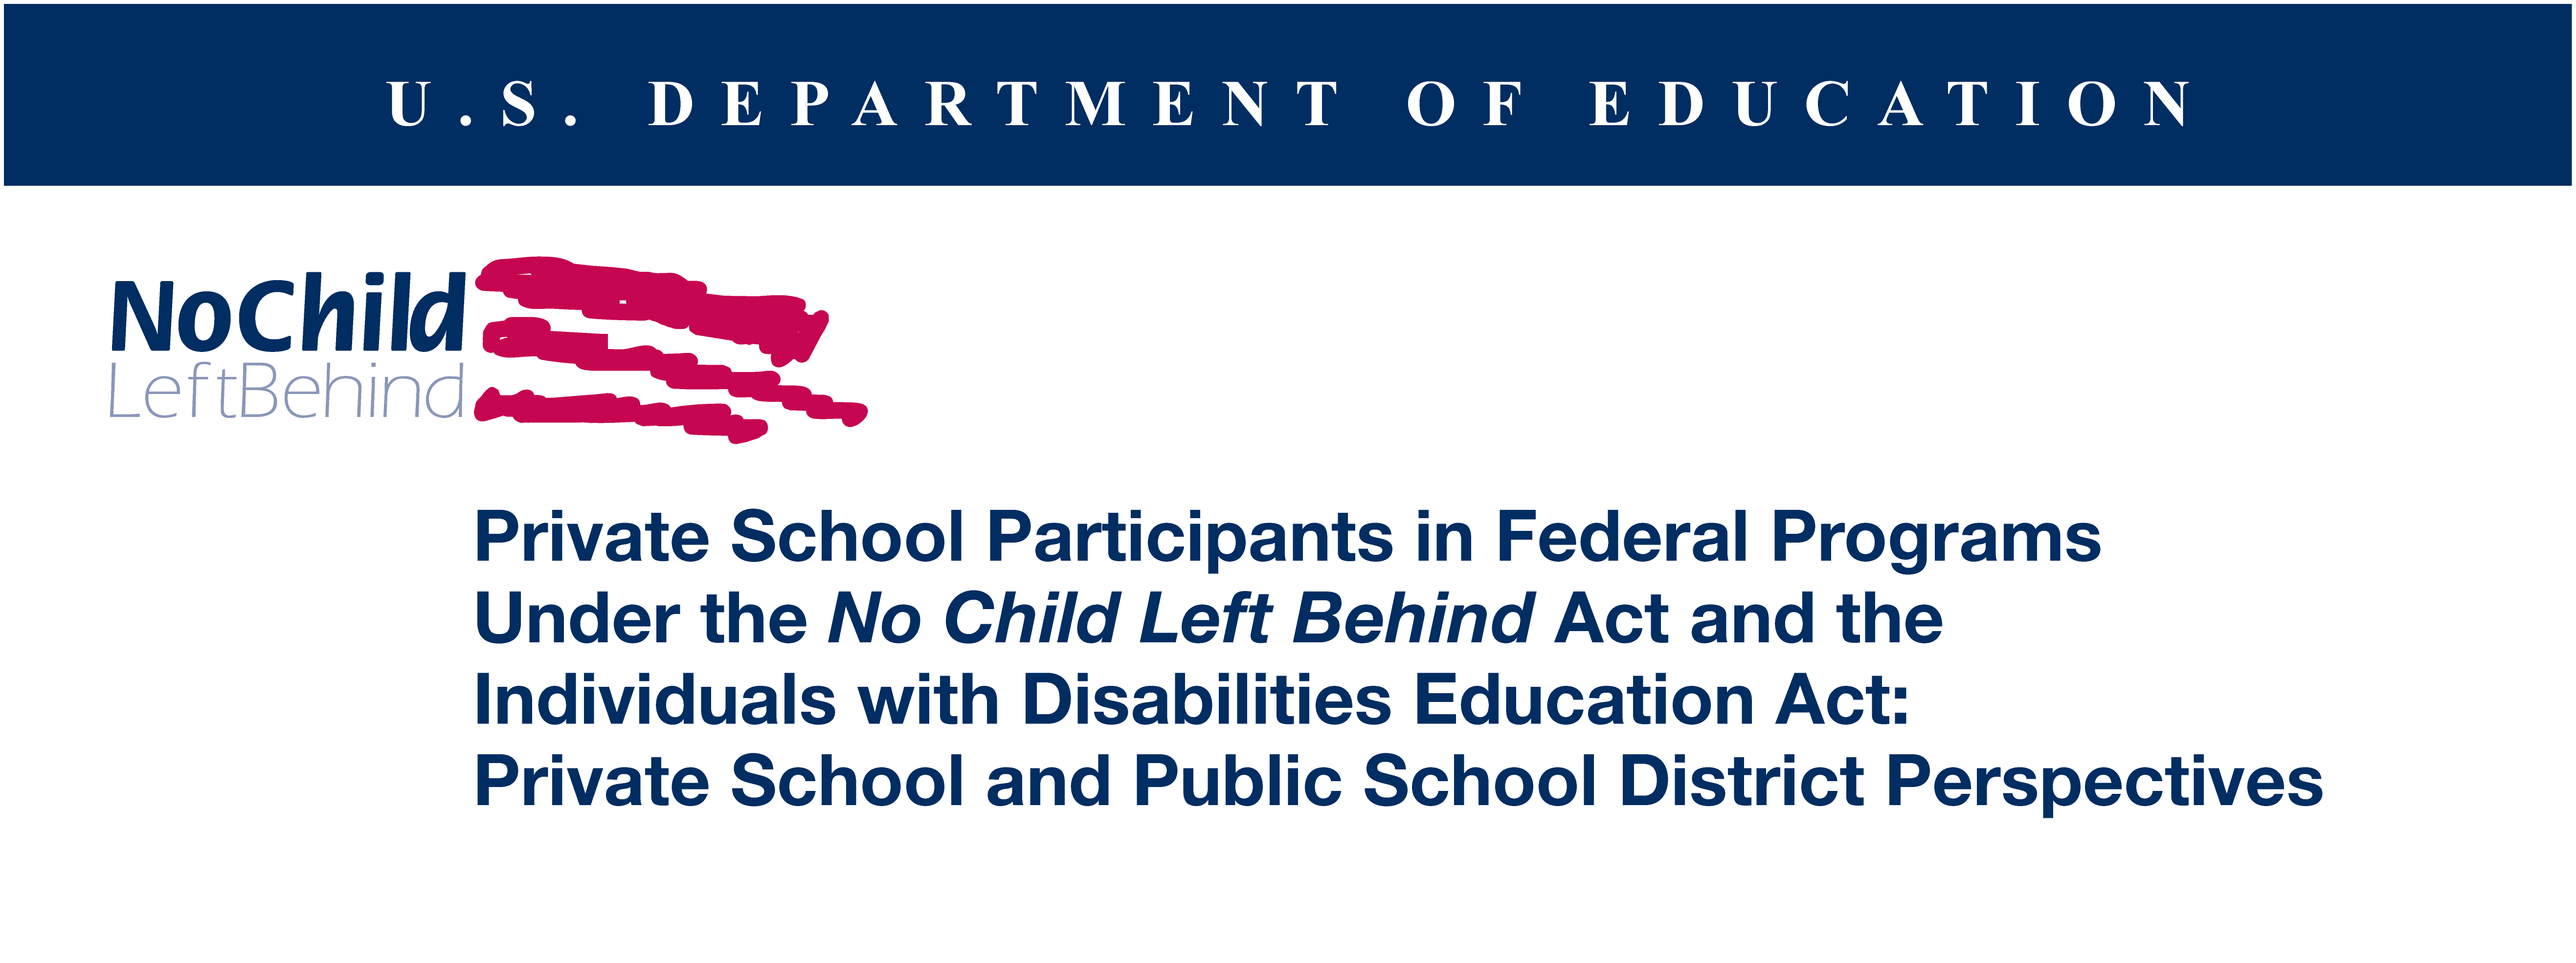 U.S. DEPARTMENT OF EDUCATION
NoChild
LeftBehind
Private School Participants in Federal Programs
Under the No Child Left Behind Act and the
Individuals with Disabilities Education Act:
Private School and Public School District Perspectives